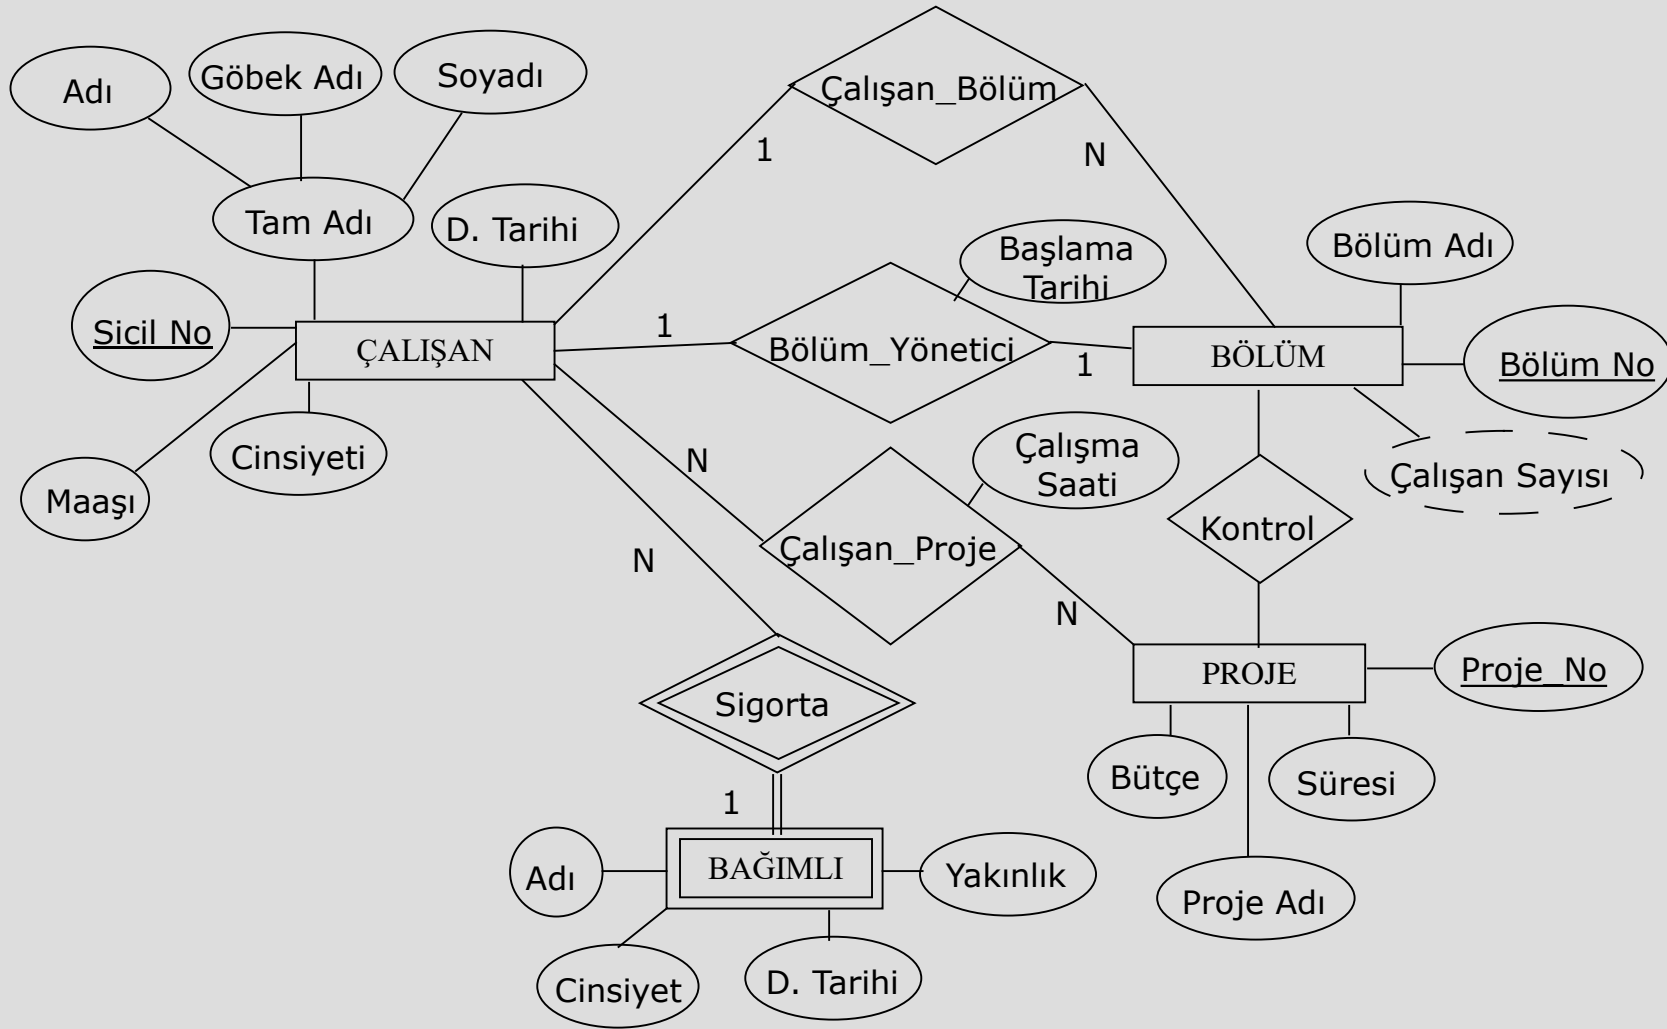 Adı
Göbek Adı
Soyadı
Çalışan_Bölüm
1
N
Tam Adı
D. Tarihi
Başlama
Tarihi
Bölüm Adı
Sicil No
ÇALIŞAN
1
Bölüm_Yönetici
1
BÖLÜM
Bölüm No
Maaşı
Cinsiyeti
N
Çalışma
Saati
Çalışan Sayısı
N
Çalışan_Proje
Kontrol
N
Sigorta
PROJE
Proje_No
1
Bütçe
Süresi
Adı
BAĞIMLI
Yakınlık
Proje Adı
Cinsiyet
D. Tarihi